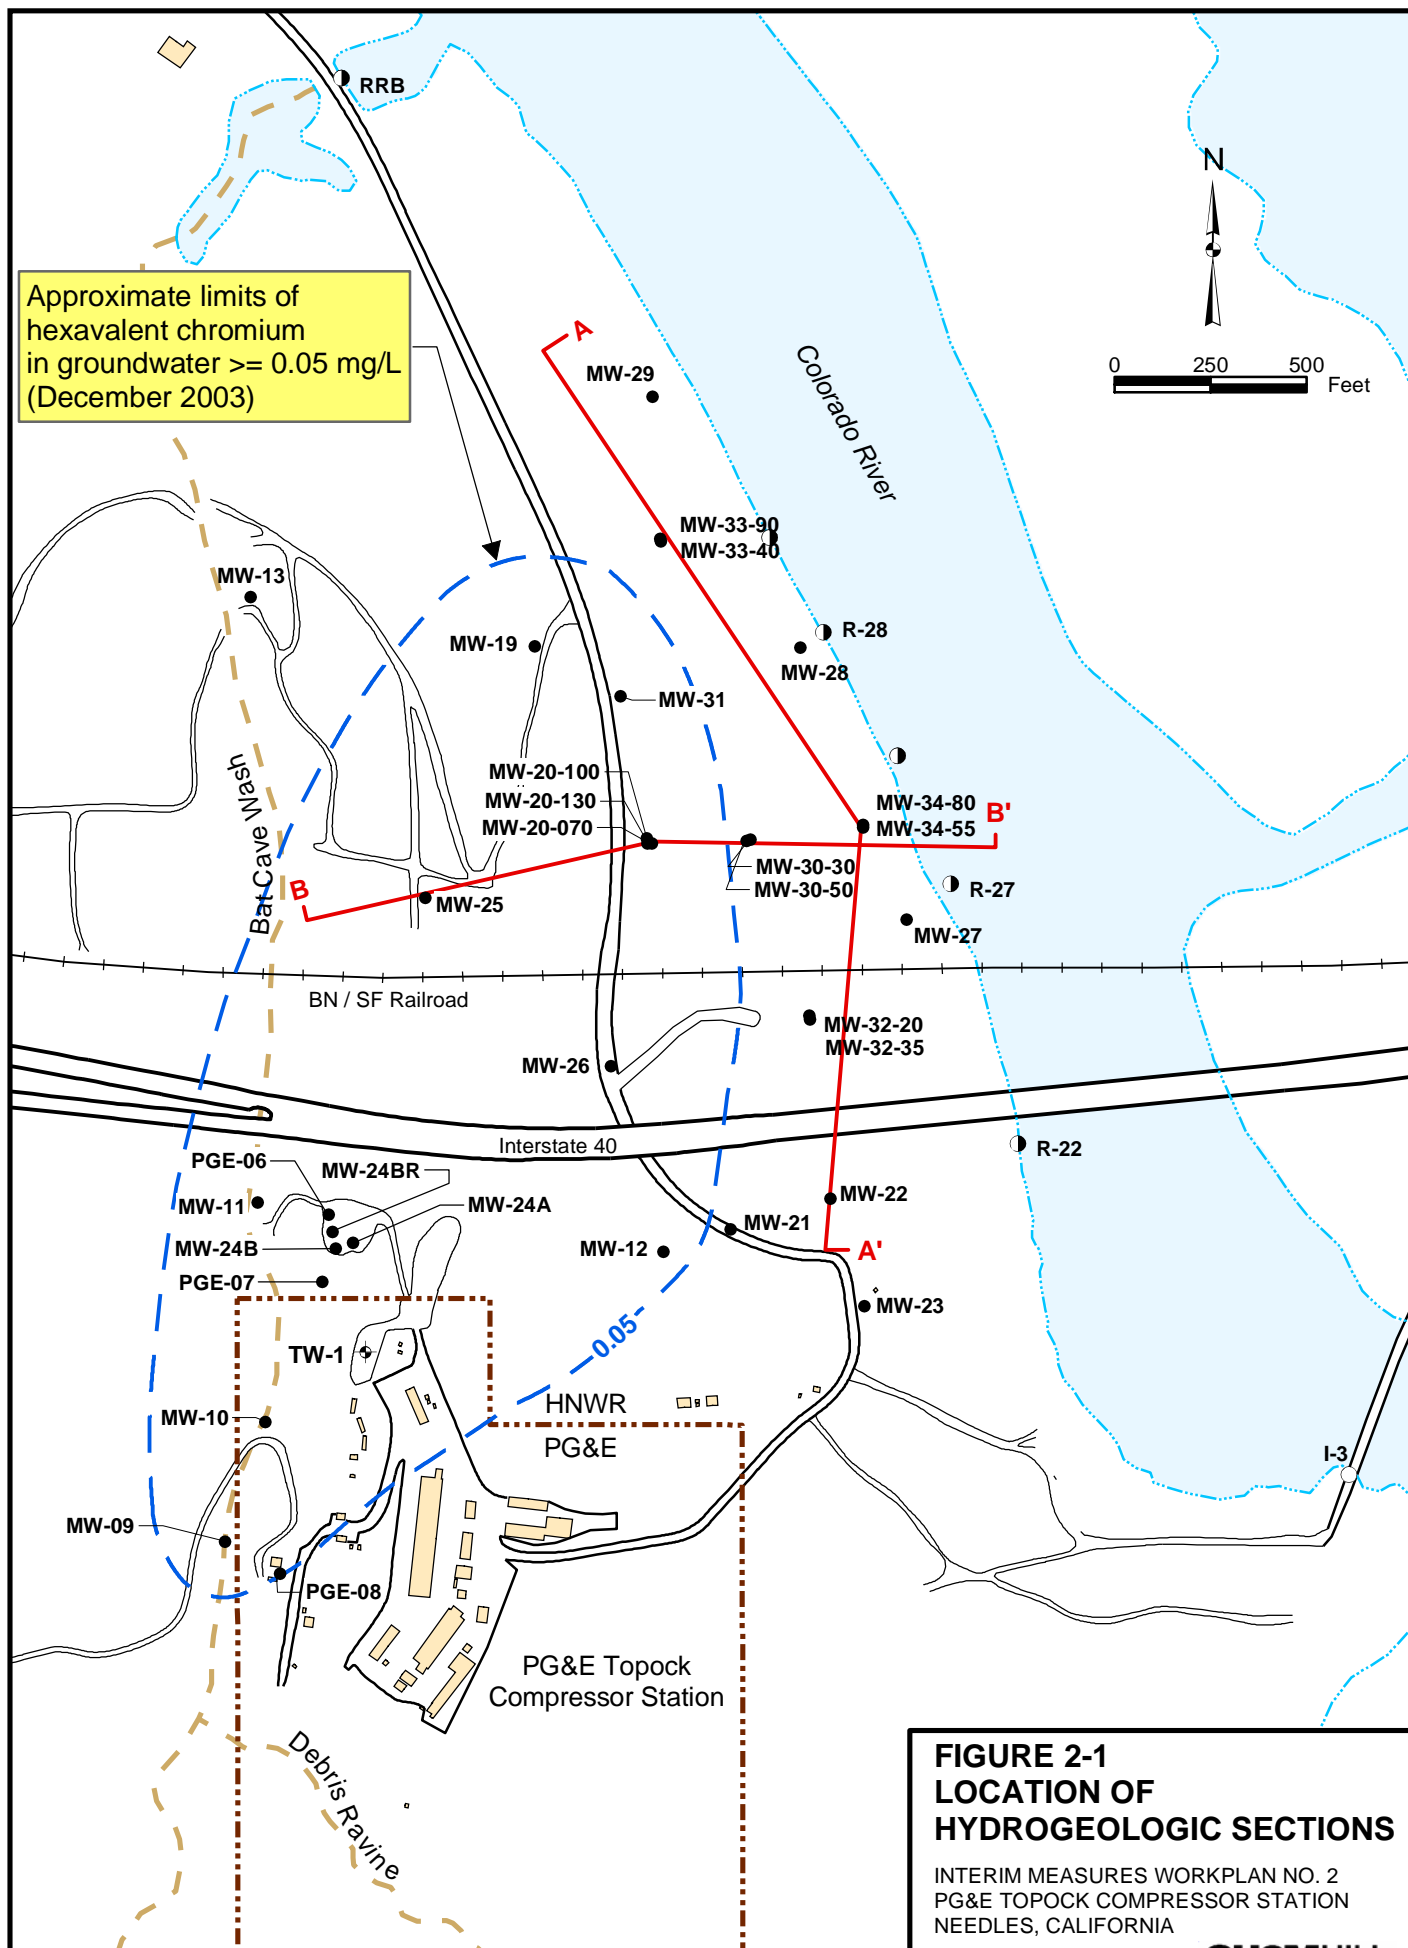 RRB
N
Approximate limits of
hexavalent chromium
in groundwater >= 0.05 mg/L
(December 2003)
A
MW-29
Colorado River
0 250 500
Feet
MW-33-90
MW-33-40
MW-13
R-28
MW-19
MW-28
MW-31
Bat Cave Wash
MW-20-100
MW-20-130
MW-20-070
MW-34-80
MW-34-55
B'
MW-30-30
MW-30-50
B
MW-25
R-27
MW-27
BN / SF Railroad
MW-32-20
MW-32-35
MW-26
Interstate 40
R-22
PGE-06
MW-24BR
MW-11
MW-24A
MW-22
MW-21
MW-24B
MW-12
A'
PGE-07
MW-23
0.05
TW-1
HNWR
MW-10
PG&E
I-3
MW-09
PGE-08
PG&E Topock
Compressor Station
Debris Ravine
FIGURE 2-1
LOCATION OF
HYDROGEOLOGIC SECTIONS
INTERIM MEASURES WORKPLAN NO. 2
PG&E TOPOCK COMPRESSOR STATION
NEEDLES, CALIFORNIA